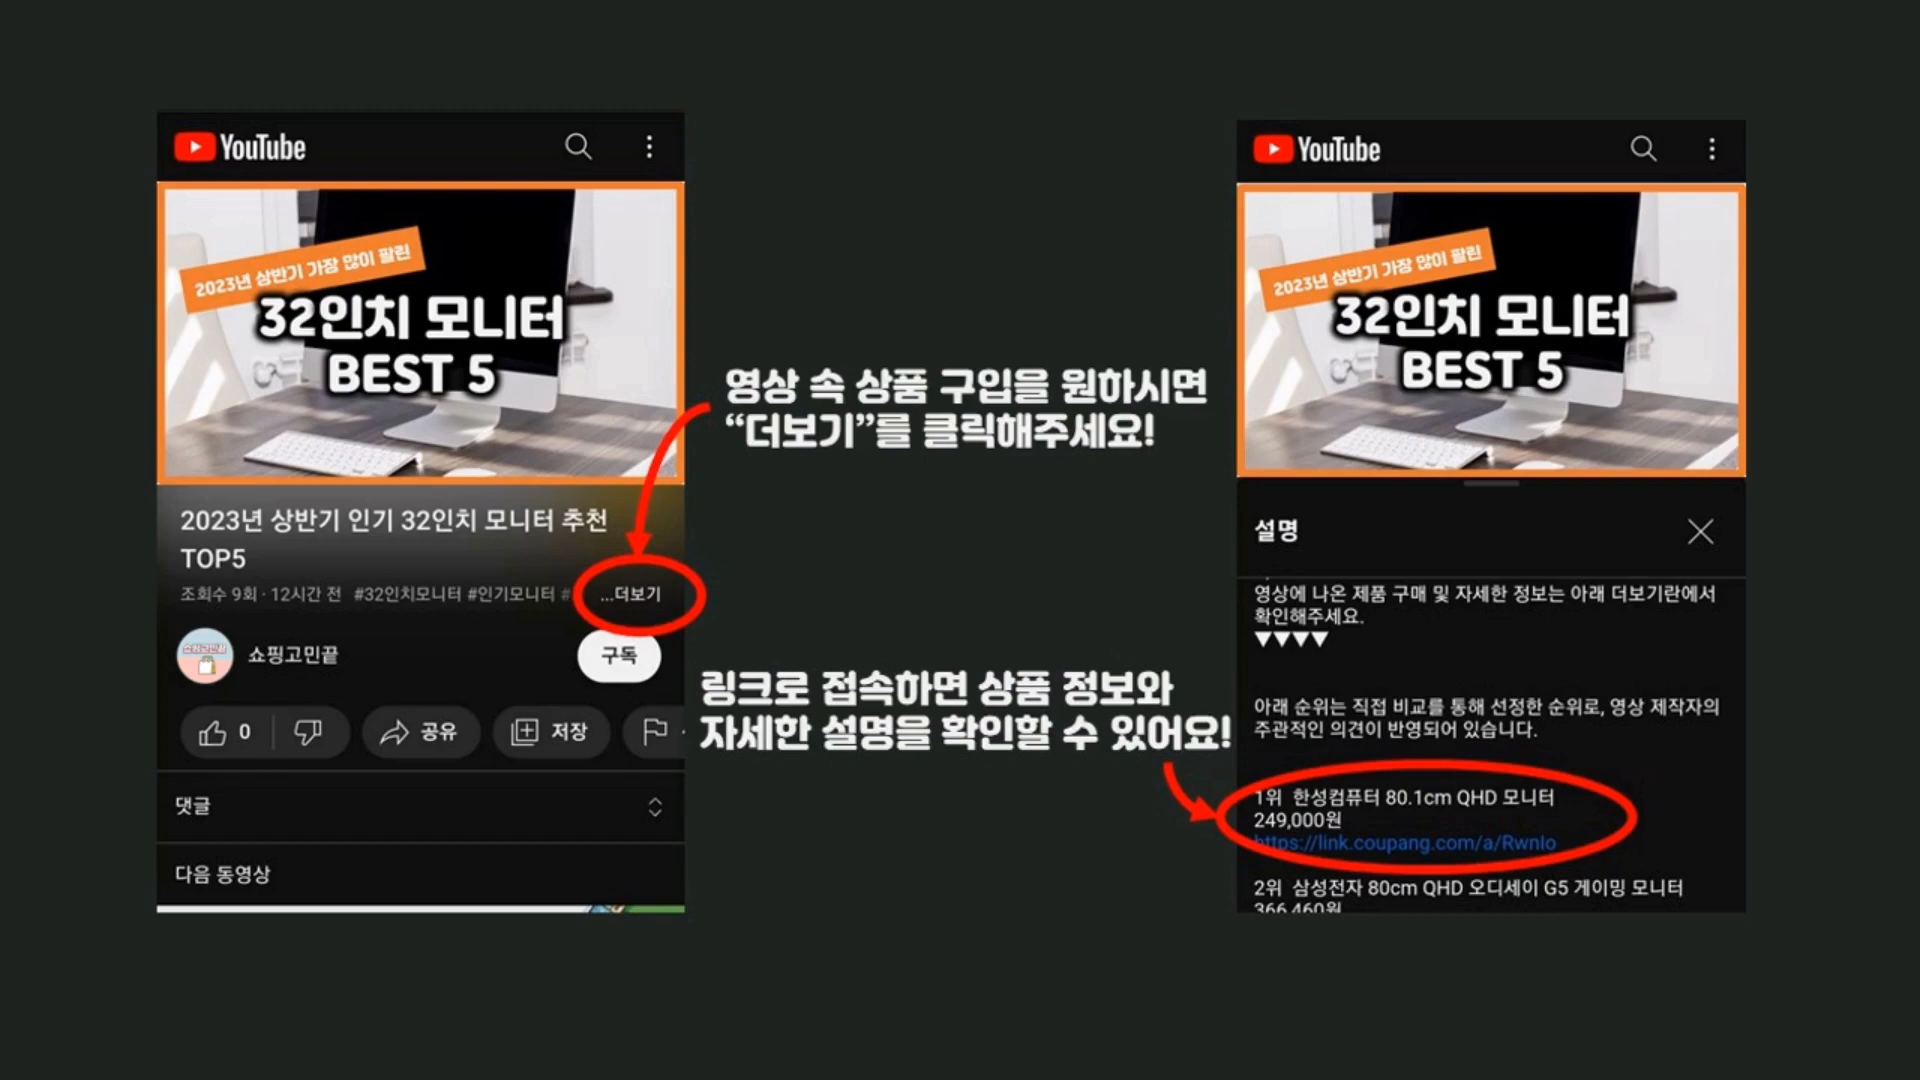 YouTube
2023년 상반기 가장 많이 팔린
32인치 모니터
BEST 5
2023년 상반기 인기 32인치 모니터 추천
TOP5
조회수 9회 · 12시간 전 #32인치모니터 #인기모니터 # ...더보기
쇼핑고민끝
쇼핑고민끝
구독
0
공유
저장
댓글
다음 동영상
영상 속 상품 구입을 원하시면
“더보기”를 클릭해주세요!
링크로 접속하면 상품 정보와
자세한 설명을 확인할 수 있어요!
YouTube
2023년 상반기 가장 많이 팔린
32인치 모니터
BEST 5
설명
영상에 나온 제품 구매 및 자세한 정보는 아래 더보기란에서
확인해주세요.
▼▼▼▼
아래 순위는 직접 비교를 통해 선정한 순위로, 영상 제작자의
주관적인 의견이 반영되어 있습니다.
1위 한성컴퓨터 80.1cm QHD 모니터
249,000원
https://link.coupang.com/a/Rwnlo
2위 삼성전자 80cm QHD 오디세이 G5 게이밍 모니터
366,460원